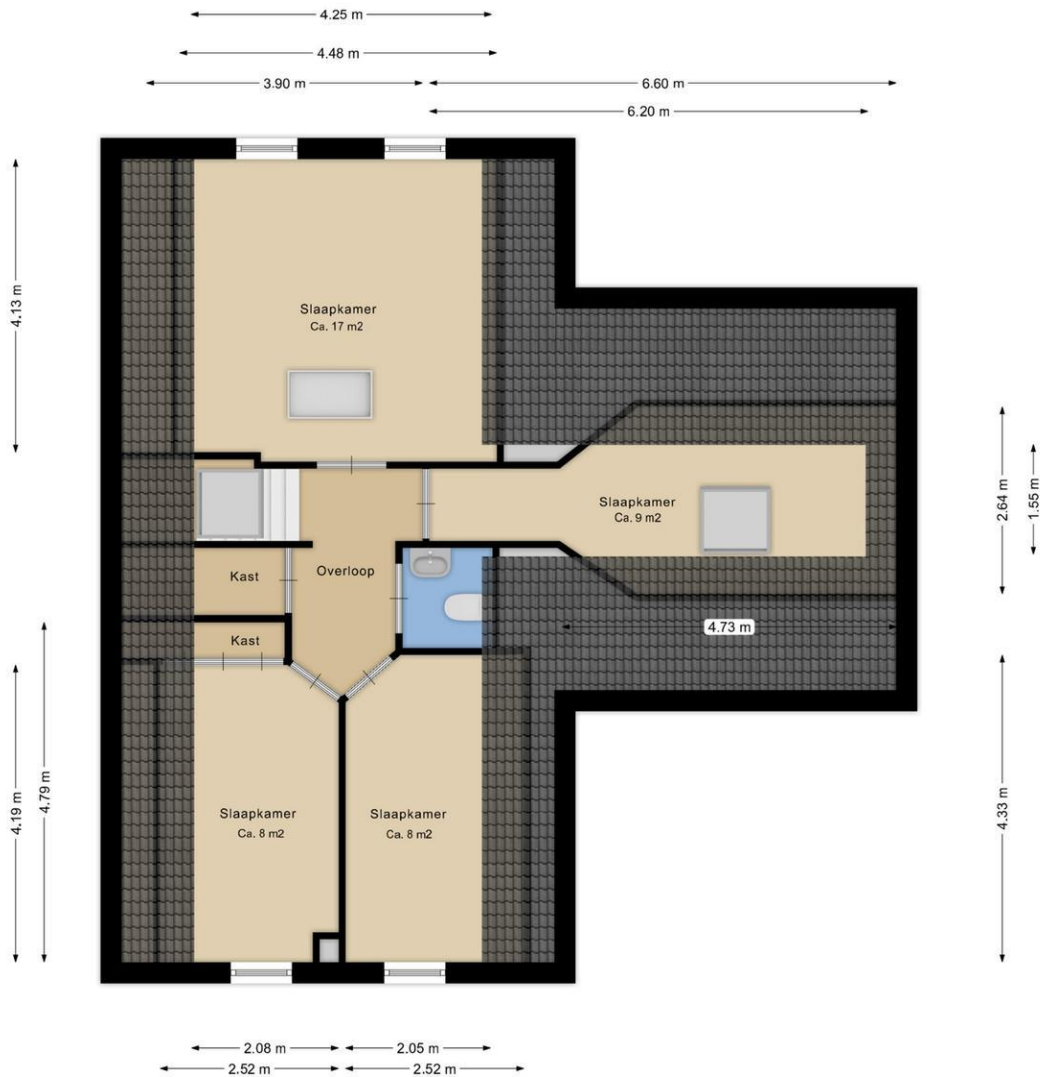 4.25 m
4.48 m
3.90 m
6.60 m
6.20 m
4.13 m
Slaapkamer
Ca. 17 m2
Slaapkamer
Ca. 9 m2
2.64 m
1.55 m
Kast
Overloop
Kast
4.73 m
4.19 m
4.79 m
Slaapkamer
Ca. 8 m2
Slaapkamer
Ca. 8 m2
4.33 m
2.08 m
2.05 m
2.52 m
2.52 m